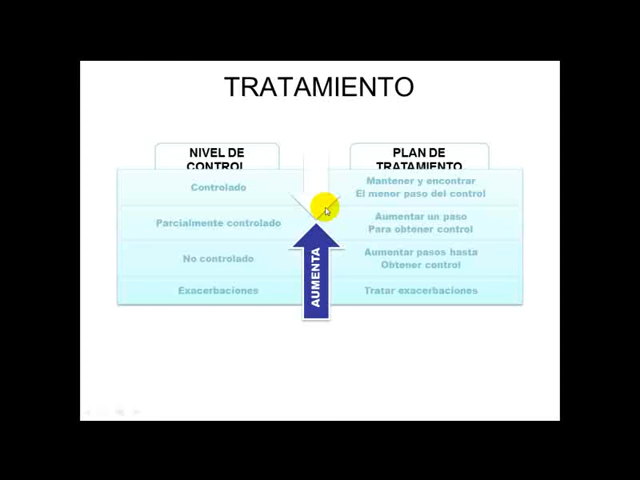 TRATAMIENTO
NIVEL DE
CONTROL
PLAN DE
TRATAMIENTO
Controlado
Mantener y encontrar
El menor paso del control
Parcialmente controlado
Aumentar un paso
Para obtener control
No controlado
Aumentar pasos hasta
Obtener control
Exacerbaciones
Tratar exacerbaciones
AUMENTA